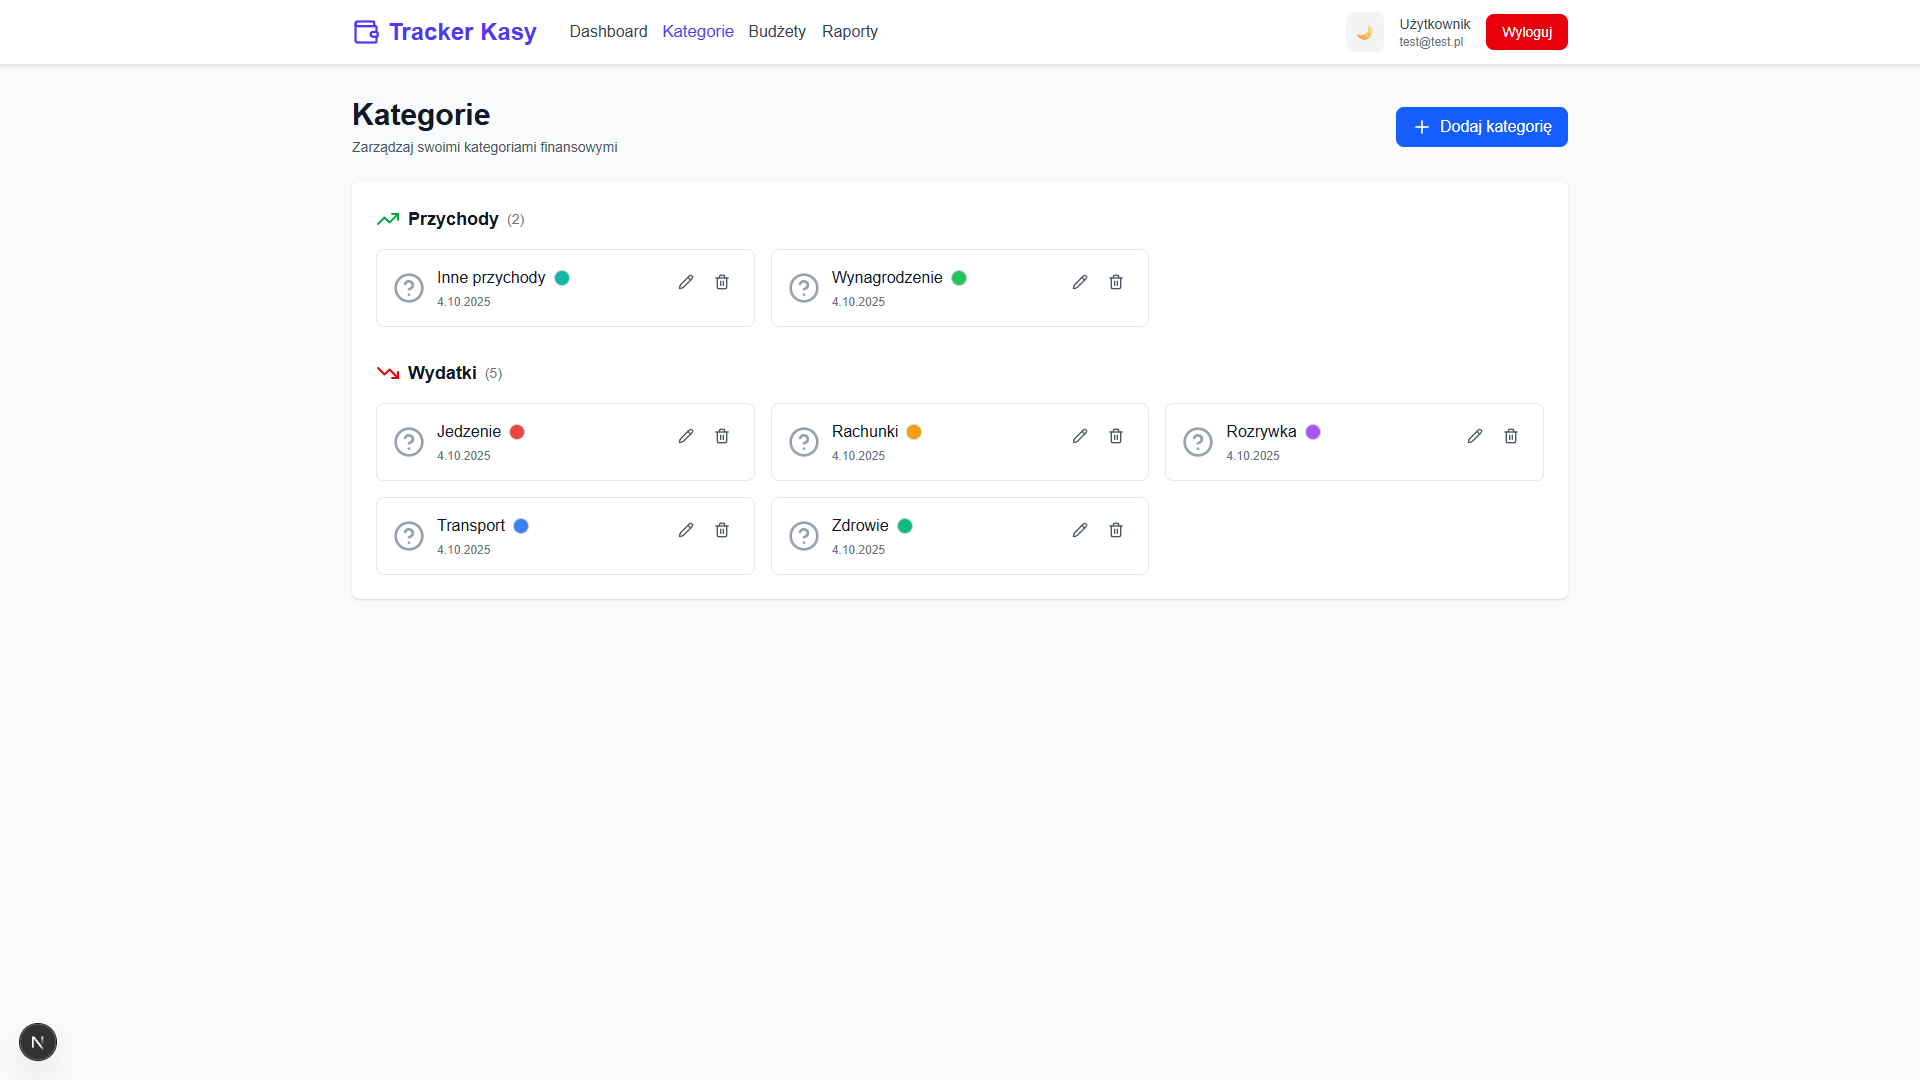 Tracker Kasy
Dashboard Kategorie Budżety Raporty
Użytkownik
test@test.pl
Wyloguj
Kategorie
Zarządzaj swoimi kategoriami finansowymi
Dodaj kategorię
Przychody (2)
Inne przychody
4.10.2025
Wynagrodzenie
4.10.2025
Wydatki (5)
Jedzenie
4.10.2025
Rachunki
4.10.2025
Rozrywka
4.10.2025
Transport
4.10.2025
Zdrowie
4.10.2025
N